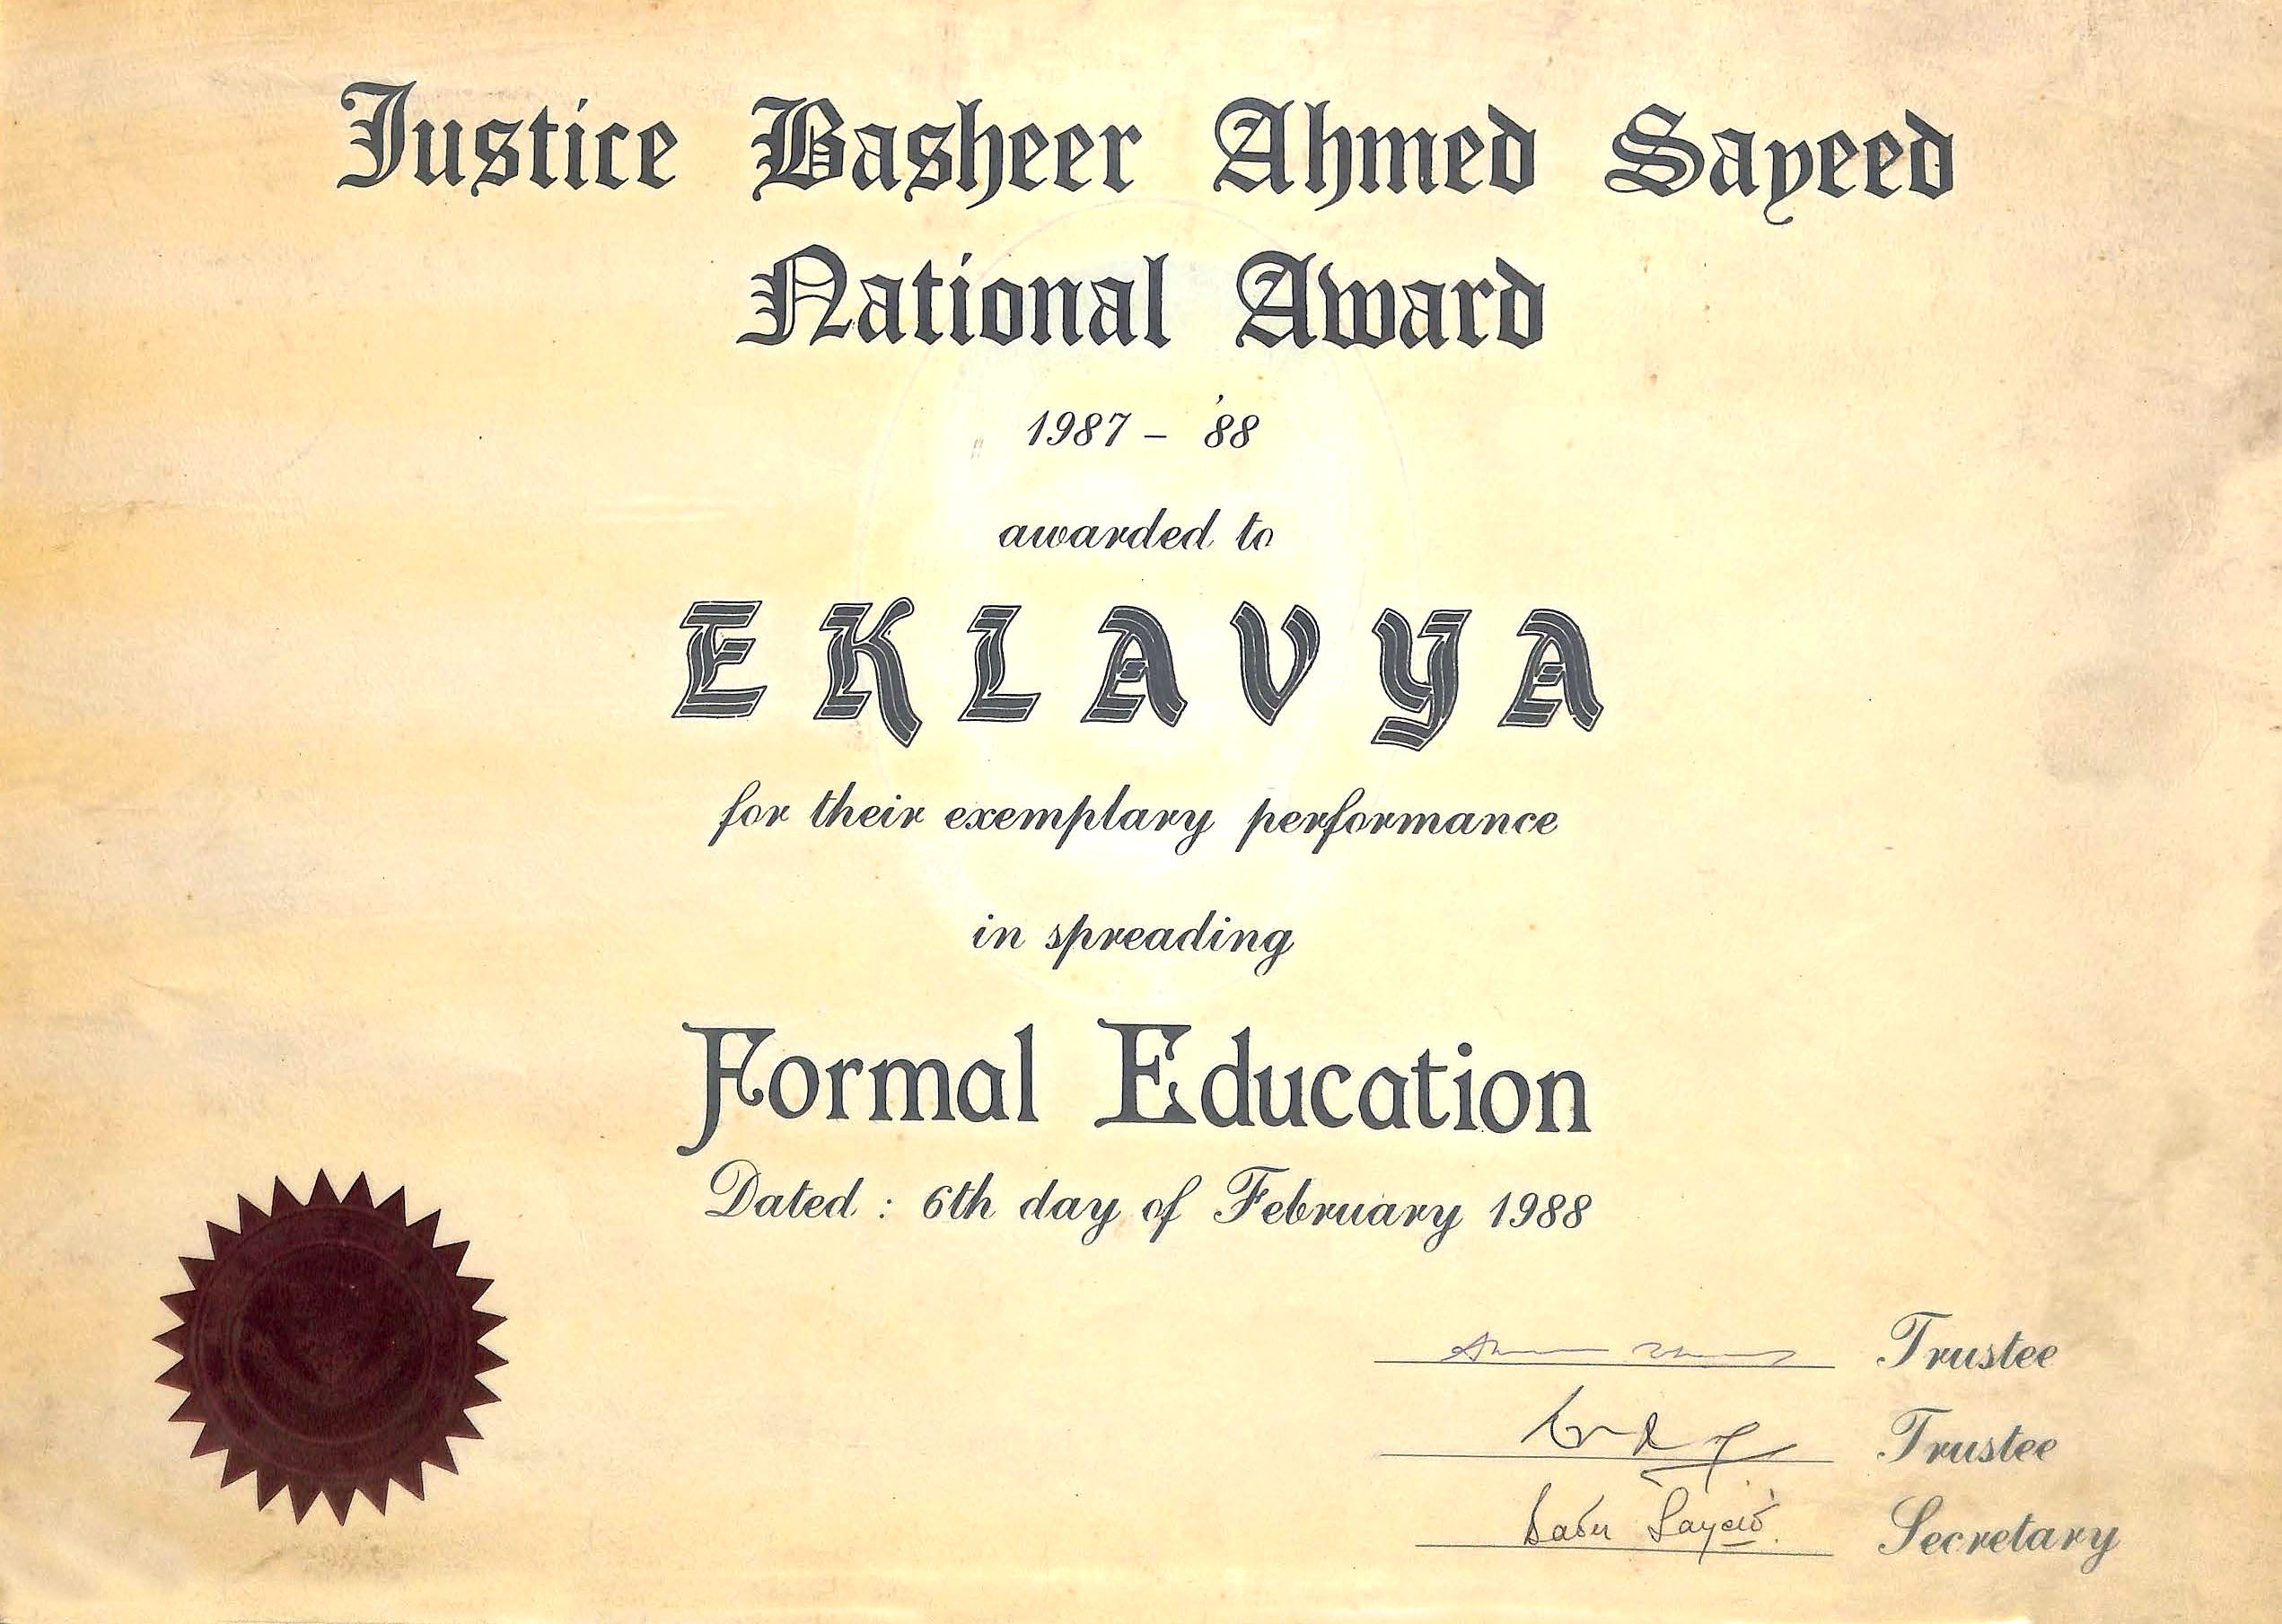 Justice Basheer Ahmed Sayeed
National Award
1987 - '88
awarded to
EKLAVYA
for their exemplary performance
in spreading
Formal Education
Dated : 6th day of February 1988
Trustee
Trustee
Secretary